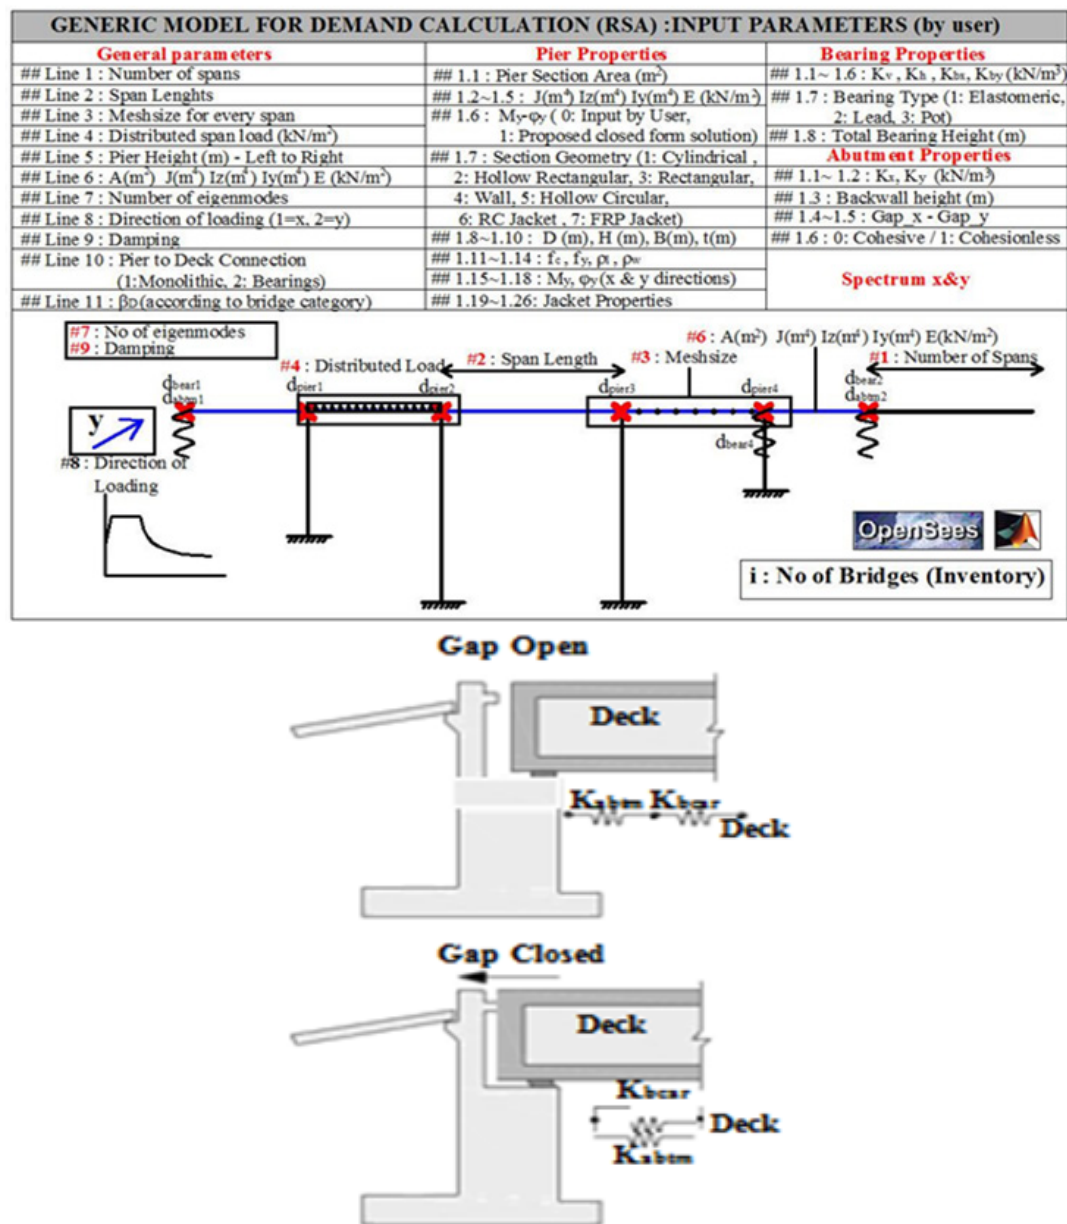 GENERIC MODEL FOR DEMAND CALCULATION (RSA) :INPUT PARAMETERS (by user)
General parameters
## Line 1 : Number of spans
## Line 2 : Span Lenghts
## Line 3 : Meshsize for every span
## Line 4 : Distributed span load (kN/m²)
## Line 5 : Pier Height (m) - Left to Right
## Line 6 : A(m²) J(m⁴) Iz(m⁴) Iy(m⁴) E (kN/m²)
## Line 7 : Number of eigenmodes
## Line 8 : Direction of loading (1=x, 2=y)
## Line 9 : Damping
## Line 10 : Pier to Deck Connection
(1:Monolithic, 2: Bearings)
## Line 11 : βD(according to bridge category)
Pier Properties
## 1.1 : Pier Section Area (m²)
## 1.2~1.5 : J(m⁴) Iz(m⁴) Iy(m⁴) E (kN/m²)
## 1.6 : My-φy ( 0: Input by User,
1: Proposed closed form solution)
## 1.7 : Section Geometry (1: Cylindrical ,
2: Hollow Rectangular, 3: Rectangular,
4: Wall, 5: Hollow Circular,
6: RC Jacket , 7: FRP Jacket)
## 1.8~1.10 : D (m), H (m), B(m), t(m)
## 1.11~1.14 : fc , fy, ρl , ρw
## 1.15~1.18 : My, φy(x & y directions)
## 1.19~1.26: Jacket Properties
Bearing Properties
## 1.1~ 1.6 : Kv , Kh , Kbx, Kby (kN/m³)
## 1.7 : Bearing Type (1: Elastomeric,
2: Lead, 3: Pot)
## 1.8 : Total Bearing Height (m)
Abutment Properties
## 1.1~ 1.2 : Kx, Ky (kN/m³)
## 1.3 : Backwall height (m)
## 1.4~1.5 : Gap_x - Gap_y
## 1.6 : 0: Cohesive / 1: Cohesionless
Spectrum x&y
#7 : No of eigenmodes
#9 : Damping
#6 : A(m²) J(m⁴) Iz(m⁴) Iy(m⁴) E(kN/m²)
#4 : Distributed Load
#2 : Span Length
#3 : Meshsize
#1 : Number of Spans
dbear1
dabtm1
dpier1
dpier2
dpier3
dpier4
dbear2
dabtm2
dbear4
y
#8 : Direction of
Loading
OpenSees
i : No of Bridges (Inventory)
Gap Open
Deck
Kabtm Kbear
Deck
Gap Closed
Deck
Kbear
Deck
Kabtm